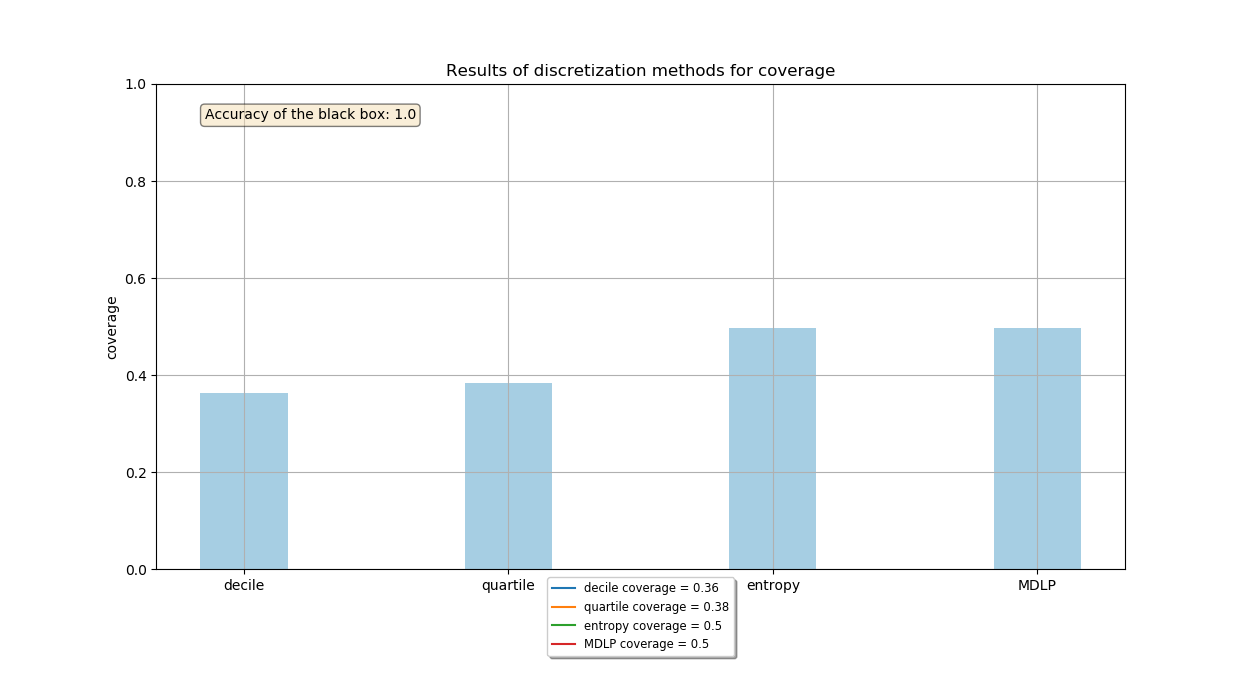 Results of discretization methods for coverage
1.0
Accuracy of the black box: 1.0
0.8
0.6
coverage
0.4
0.2
0.0
decile
quartile
entropy
MDLP
decile coverage = 0.36
quartile coverage = 0.38
entropy coverage = 0.5
MDLP coverage = 0.5